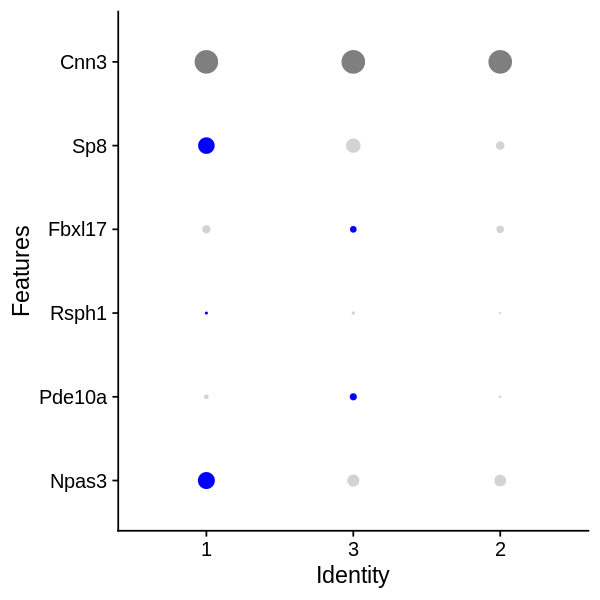 Cnn3
Sp8
Fbxl17
Rsph1
Pde10a
Npas3
Features
1 3 2
Identity